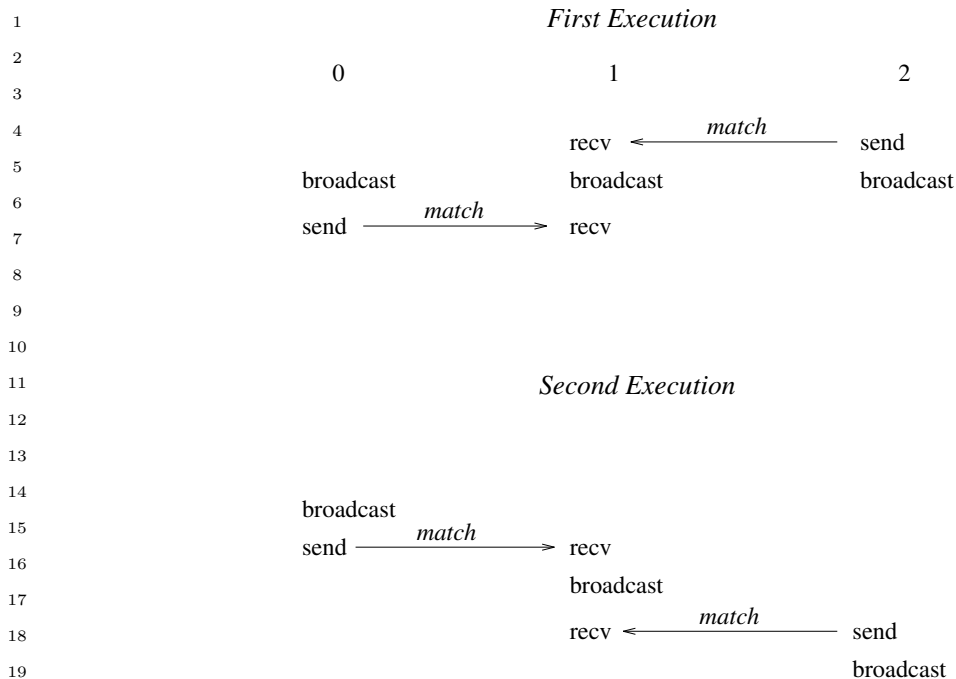 1
First Execution
2
0 1 2
3
4
match
recv send
5
broadcast broadcast broadcast
6
match
send recv
7
8
9
10
11
Second Execution
12
13
14
broadcast
15
match
send recv
16
broadcast
17
match
18
recv send
19
broadcast